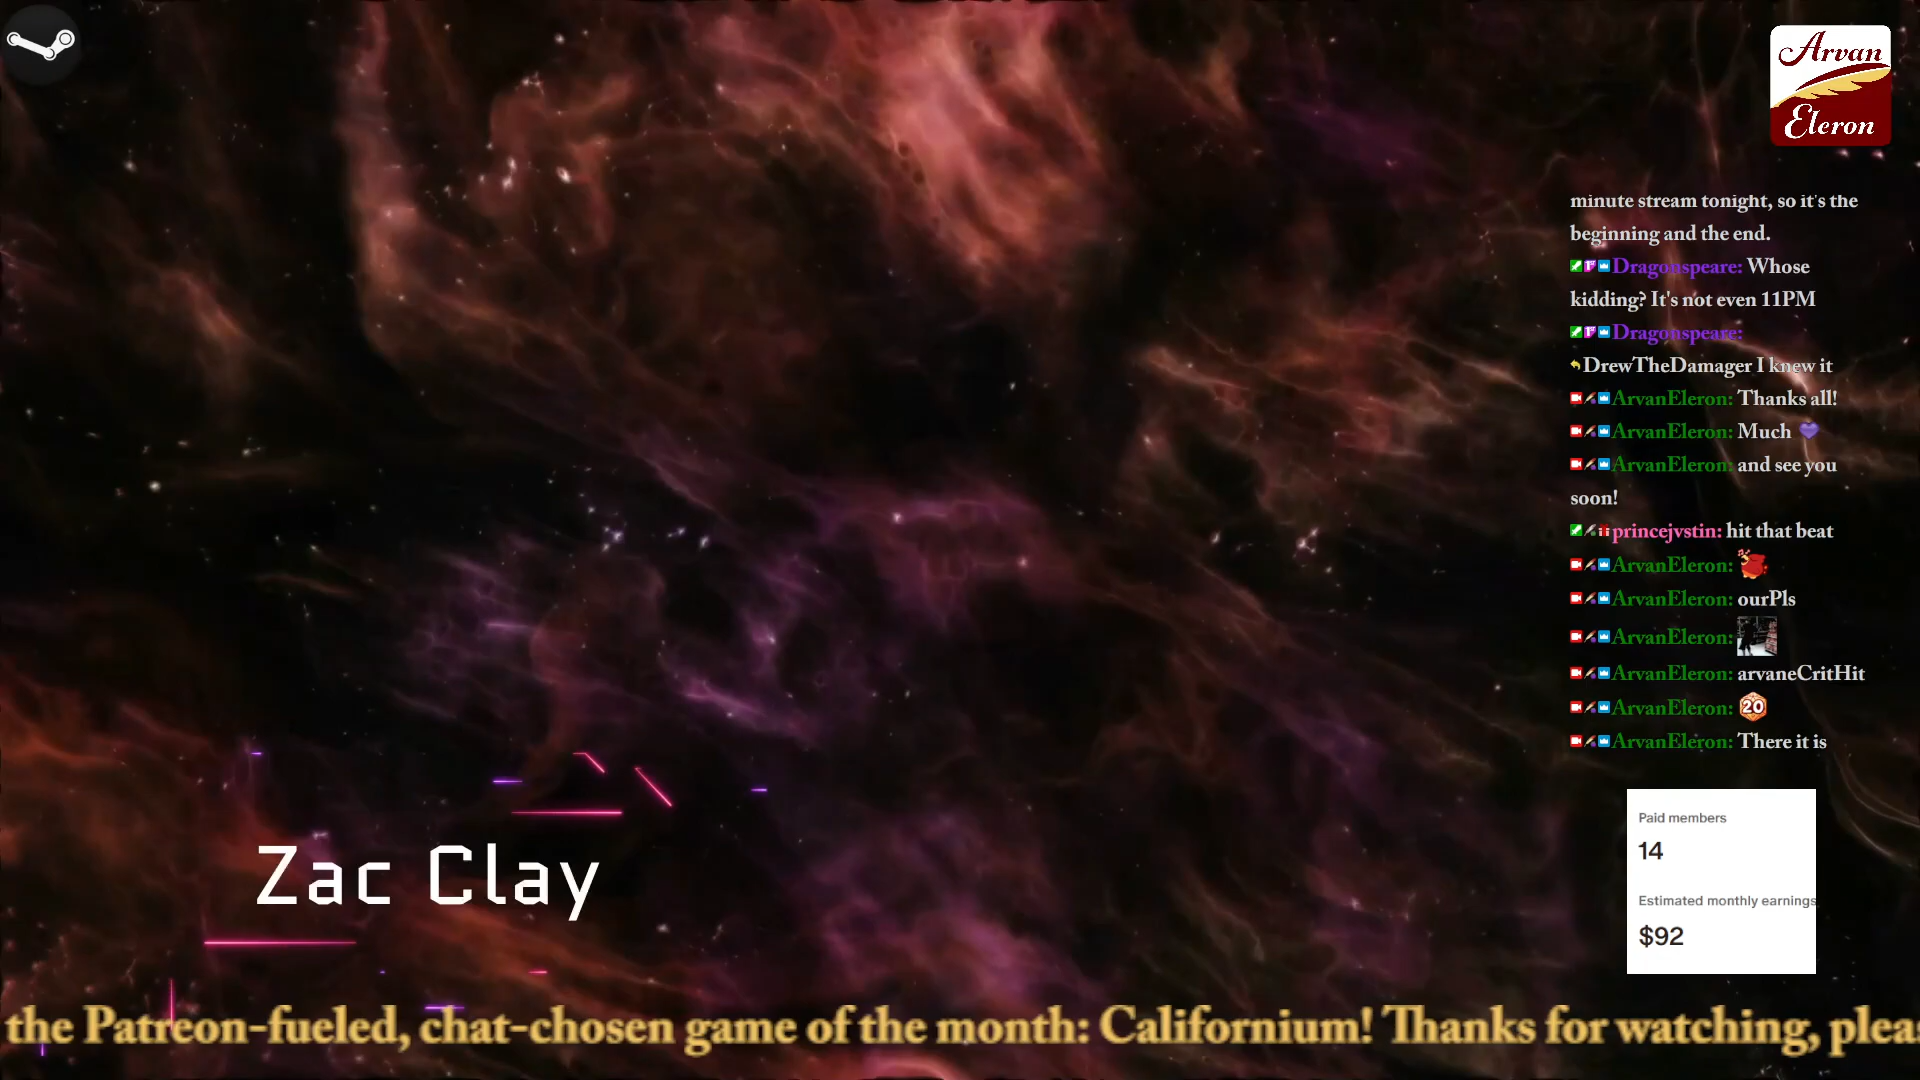 Arvan
Eleron
minute stream tonight, so it's the
beginning and the end.
Dragonspeare: Whose
kidding? It's not even 11PM
Dragonspeare:
DrewTheDamager I knew it
ArvanEleron: Thanks all!
ArvanEleron: Much
ArvanEleron: and see you
soon!
princejvstin: hit that beat
ArvanEleron:
ArvanEleron: ourPls
ArvanEleron:
ArvanEleron: arvaneCritHit
ArvanEleron: 20
ArvanEleron: There it is
Paid members
14
Estimated monthly earnings
$92
Zac Clay
the Patreon-fueled, chat-chosen game of the month: Californium! Thanks for watching, pleas